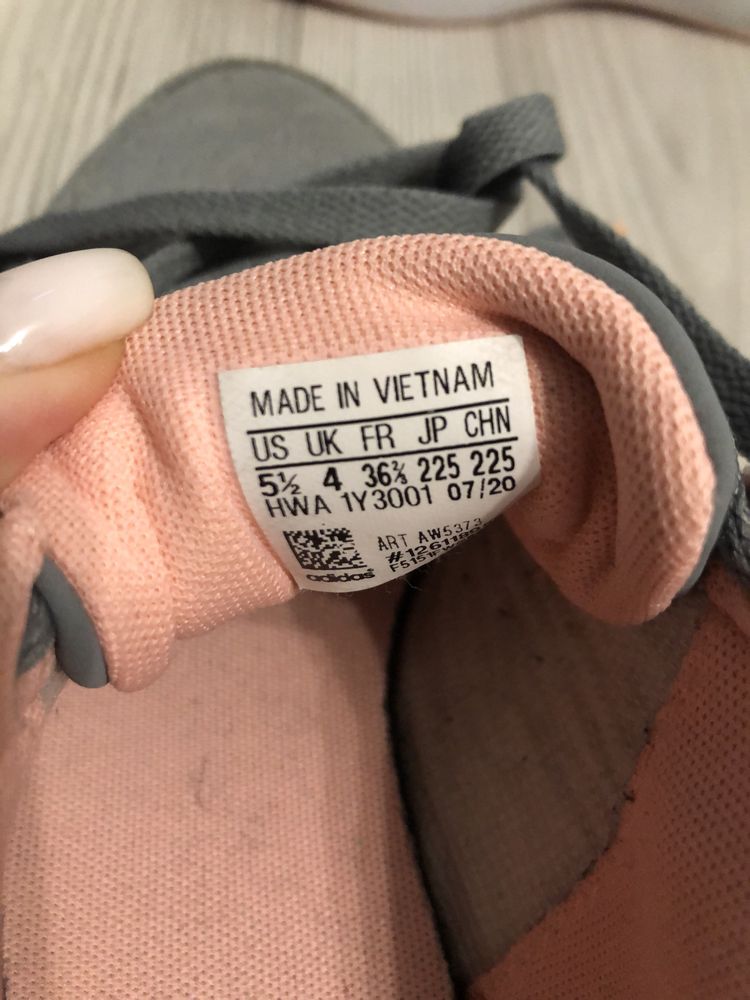 MADE IN VIETNAM
US UK FR JP CHN
5½ 4 36⅔ 225 225
HWA 1Y3001 07/20
ART AW5373
adidas